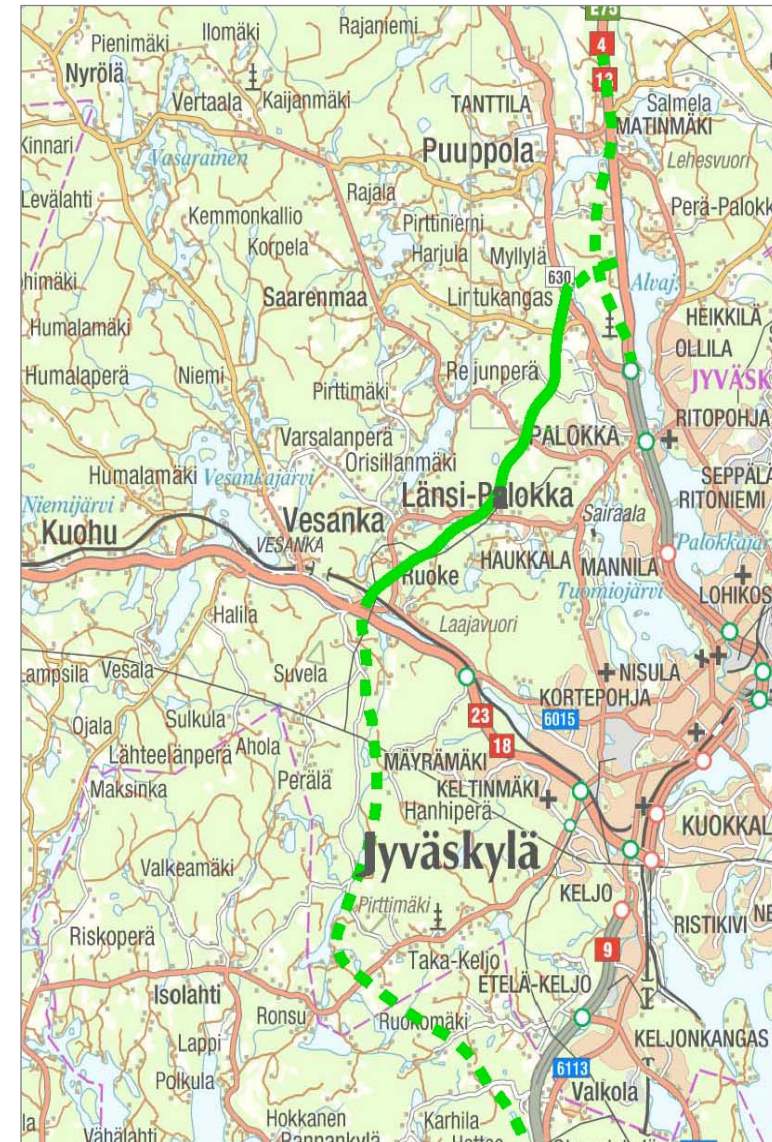 E75
Rajaniemi
Ilomäki
Pienimäki
4
Nyrölä
13
Vertaala
Kaijanmäki
TANTTILA
Salmela
MATINMÄKI
Kinnari
Vasarainen
Puuppola
Lehesvuori
Levälahti
Rajala
Kemmonkallio
Pirttiniemi
Perä-Palokk
Korpela
Harjula
Myllylä
himäki
630
Alvaj.
Saarenmaa
Lintukangas
Humalamäki
HEIKKILÄ
OLLILA
Humalaperä
Niemi
Rejunperä
JYVÄSK
Pirttimäki
RITOPOHJA
Varsalanperä
PALOKKA
Orisillanmäki
Humalamäki
Vesankajärvi
SEPPÄLÄ
Niemijärvi
Länsi-Palokka
RITONIEMI
Kuohu
Vesanka
Sairaala
VESANKA
Palokkajär
HAUKKALA
MANNILA
Ruoke
Tuomiojärvi
LOHIKOS
Halila
Laajavuori
Lampsila
Vesala
Suvela
NISULA
KORTEPOHJA
Sulkula
23
6015
Ojala
Ahola
18
Lähteelänperä
MÄYRÄMÄKI
Maksinka
Perälä
KELTINMÄKI
Hanhiperä
KUOKKAL
Jyväskylä
Valkeamäki
Pirttimäki
KELJO
RISTIKIVI
Riskoperä
9
Taka-Keljo
Isolahti
ETELÄ-KELJO
Ronsu
Ruokomäki
Lappi
KELJONKANGAS
Polkula
6113
Valkola
Hokkanen
Karhila
Vähälahti
Pannankylä